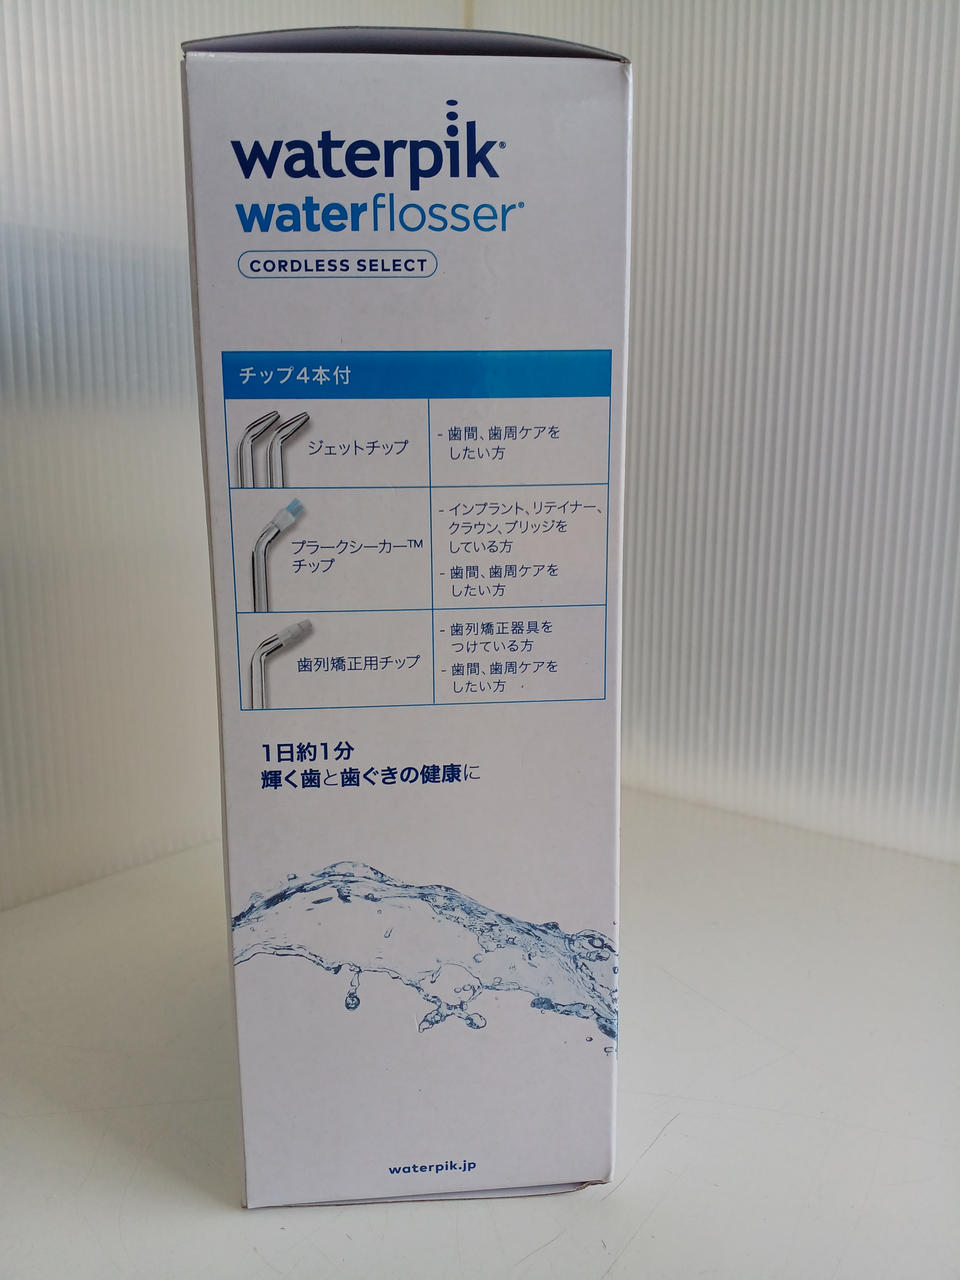 waterpik®
waterflosser®
CORDLESS SELECT
チップ4本付
ジェットチップ
- 歯間、歯周ケアを
したい方
プラークシーカー™
チップ
- インプラント、リテイナー、
クラウン、ブリッジを
している方
- 歯間、歯周ケアを
したい方
歯列矯正用チップ
- 歯列矯正器具を
つけている方
- 歯間、歯周ケアを
したい方
1日約1分
輝く歯と歯ぐきの健康に
waterpik.jp